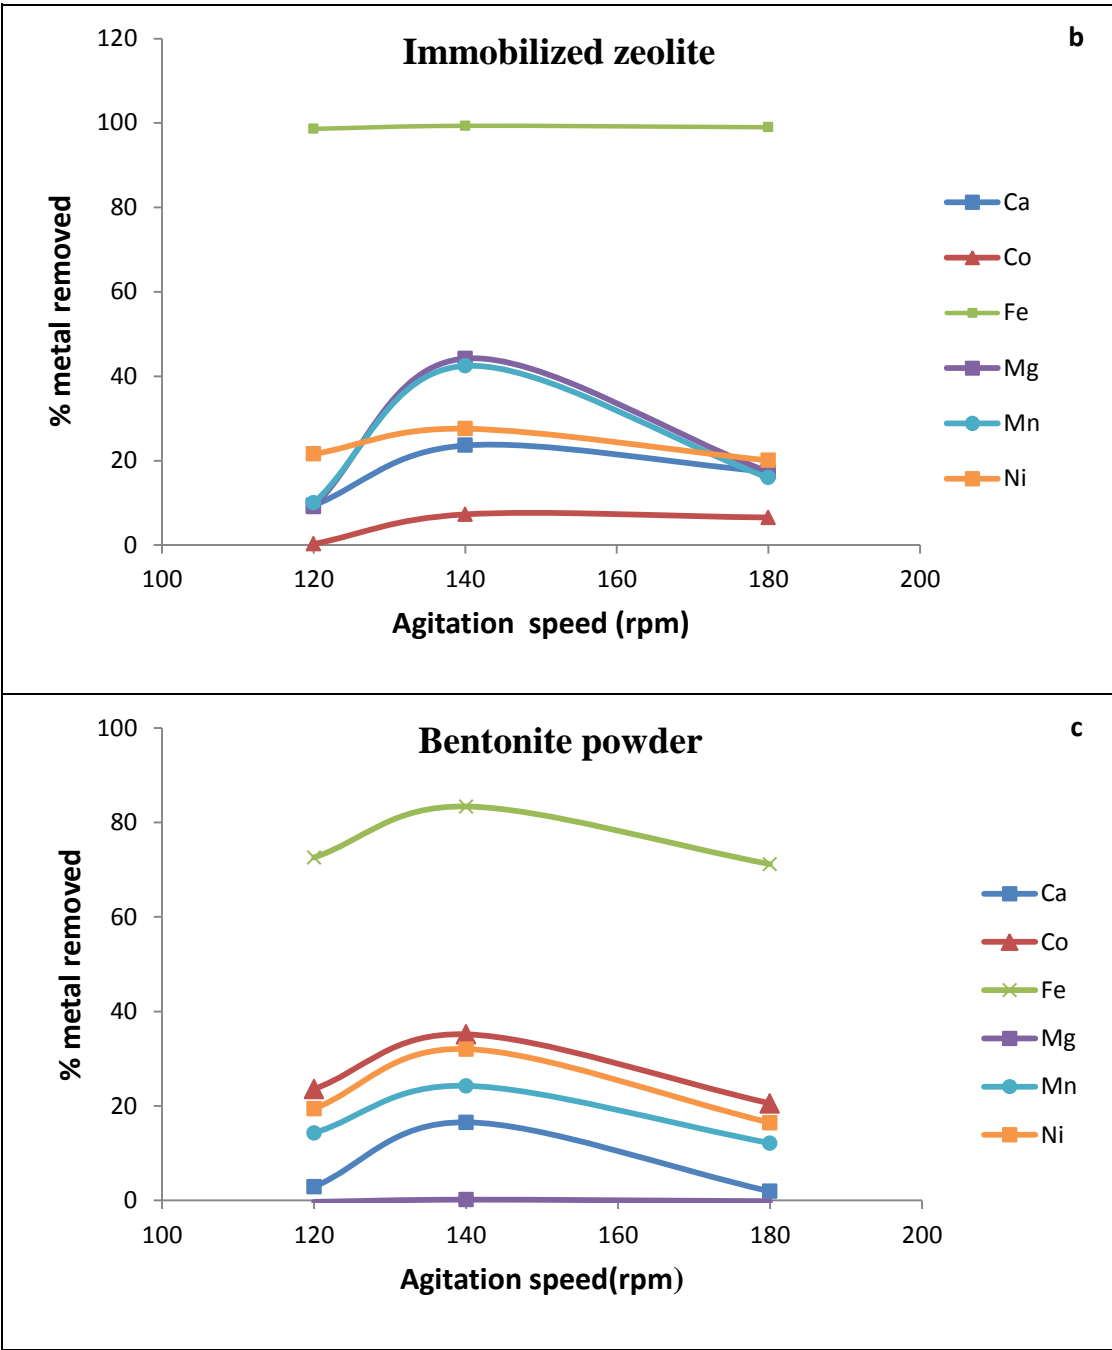 b
Immobilized zeolite
120
100
80
60
40
20
0
% metal removed
100 120 140 160 180 200
Agitation speed (rpm)
Ca
Co
Fe
Mg
Mn
Ni
c
Bentonite powder
100
80
60
40
20
0
% metal removed
100 120 140 160 180 200
Agitation speed(rpm)
Ca
Co
Fe
Mg
Mn
Ni